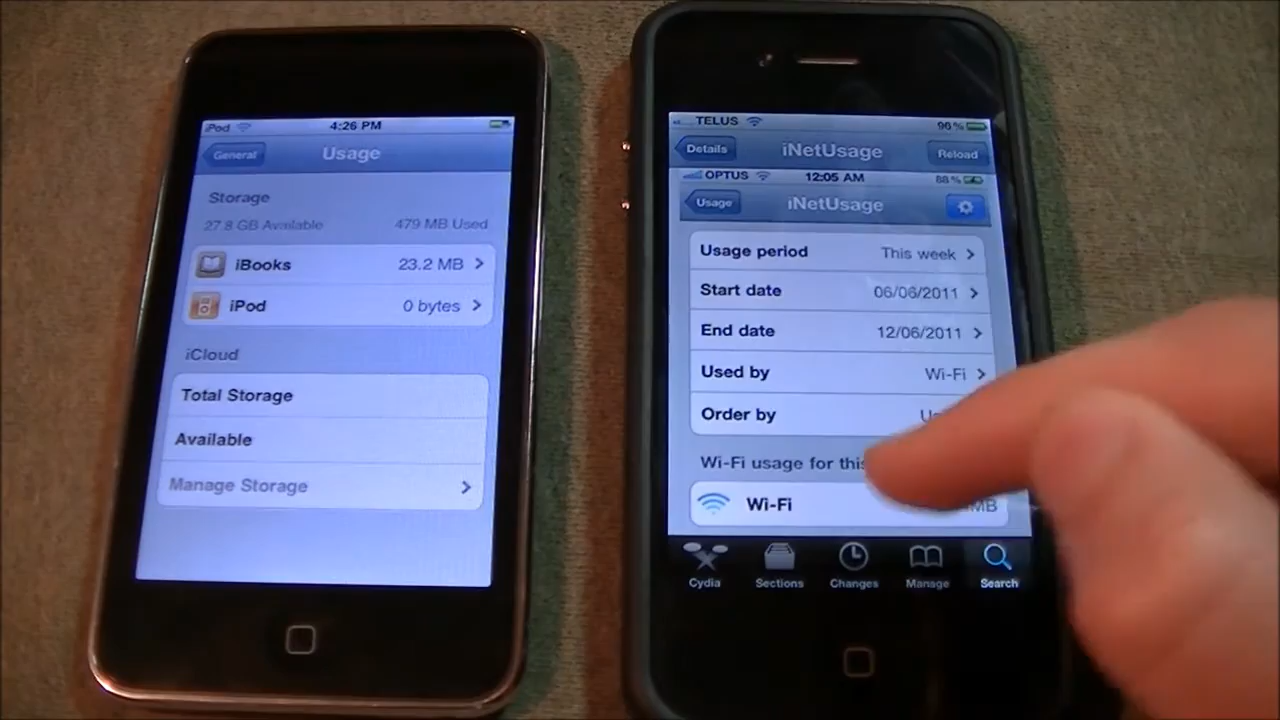 iPod 4:26 PM
General Usage
Storage
27.8 GB Available 479 MB Used
iBooks 23.2 MB
iPod 0 bytes
iCloud
Total Storage
Available
Manage Storage
TELUS 96%
Details iNetUsage Reload
OPTUS 12:05 AM 88%
Usage iNetUsage
Usage period This week
Start date 06/06/2011
End date 12/06/2011
Used by Wi-Fi
Order by
Wi-Fi usage for this
Wi-Fi MB
Cydia Sections Changes Manage Search